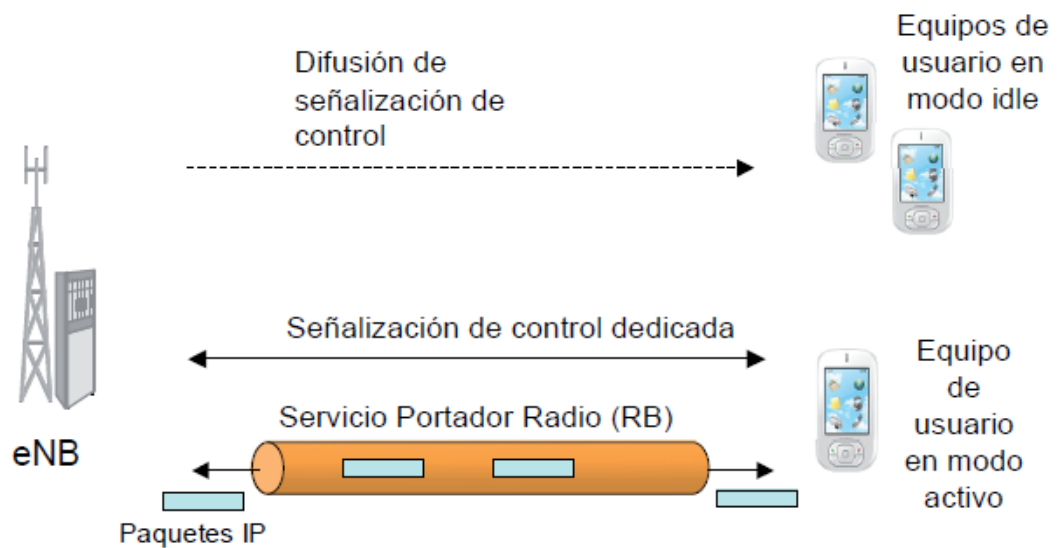 Difusión de
señalización de
control
Equipos de
usuario en
modo idle
Señalización de control dedicada
Servicio Portador Radio (RB)
eNB
Paquetes IP
Equipo
de
usuario
en modo
activo